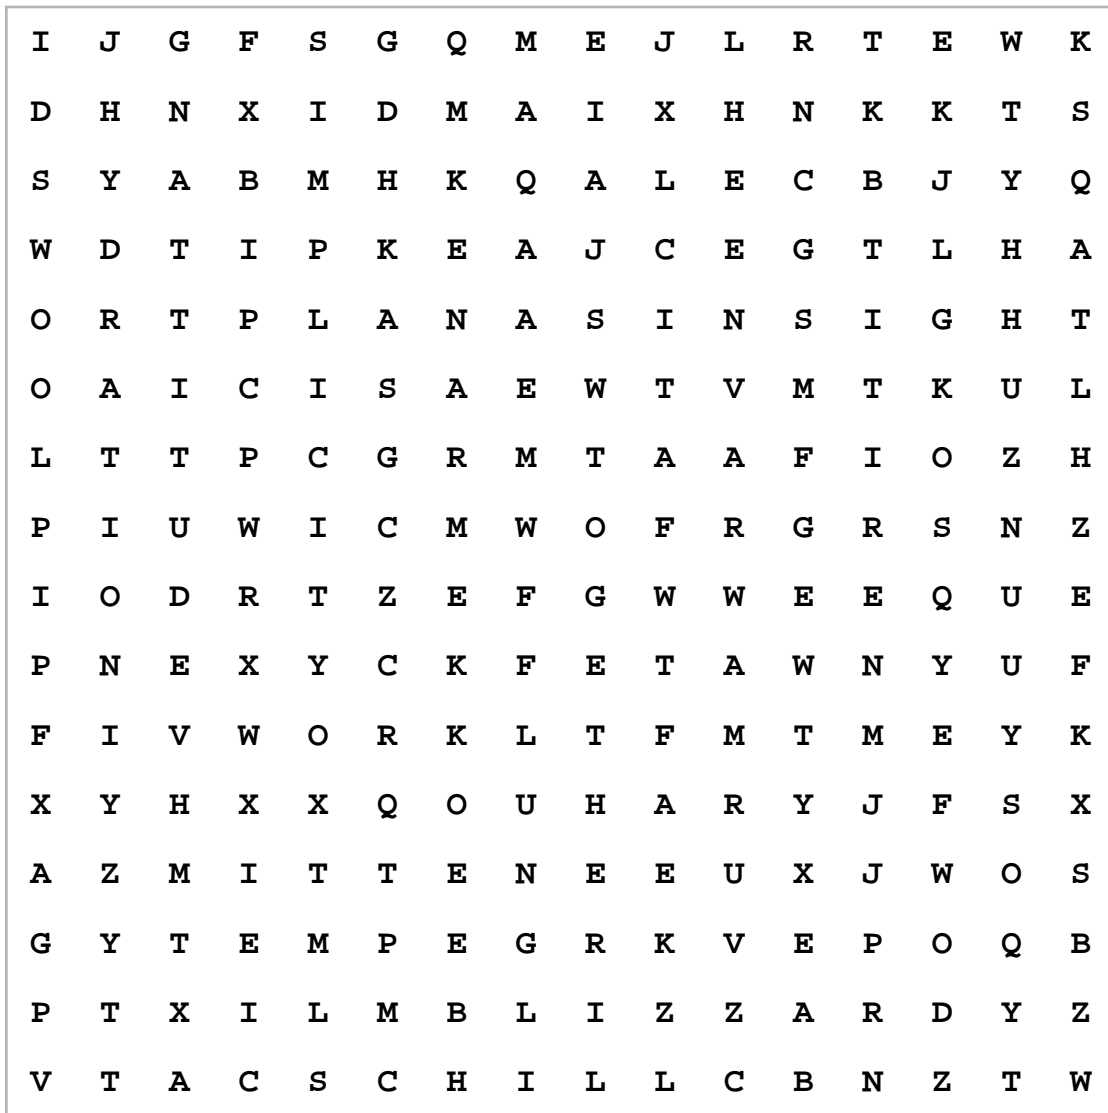 I J G F S G Q M E J L R T E W K
D H N X I D M A I X H N K K T S
S Y A B M H K Q A L E C B J Y Q
W D T I P K E A J C E G T L H A
O R T P L A N A S I N S I G H T
O A I C I S A E W T V M T K U L
L T T P C G R M T A A F I O Z H
P I U W I C M W O F R G R S N Z
I O D R T Z E F G W W E E Q U E
P N E X Y C K F E T A W N Y U F
F I V W O R K L T F M T M E Y K
X Y H X X Q O U H A R Y J F S X
A Z M I T T E N E E U X J W O S
G Y T E M P E G R K V E P O Q B
P T X I L M B L I Z Z A R D Y Z
V T A C S C H I L L C B N Z T W